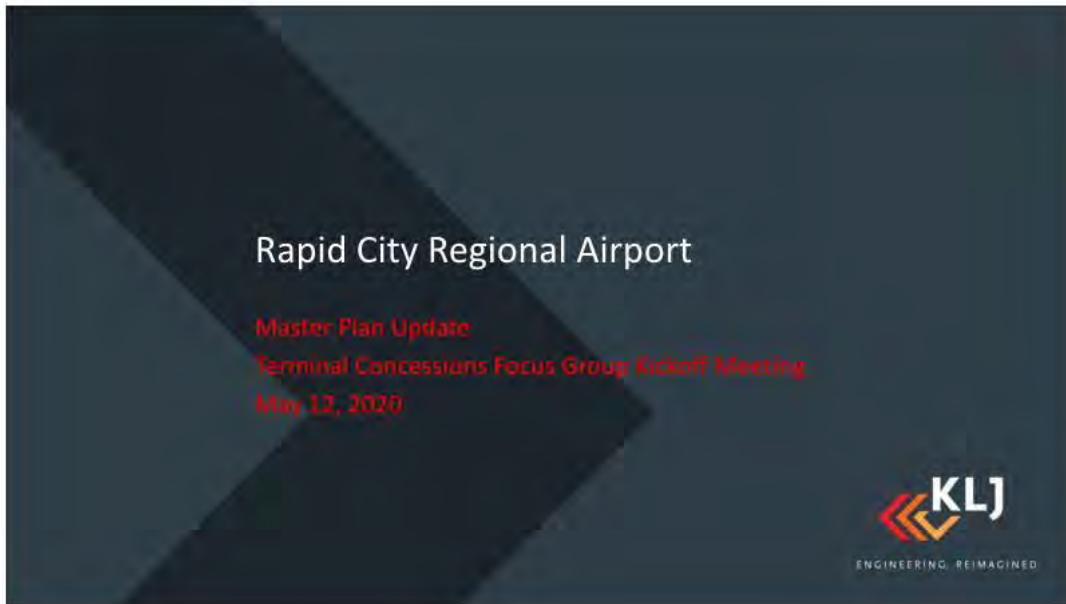 Rapid City Regional Airport
Master Plan Update
Terminal Concessions Focus Group Kickoff Meeting
May 12, 2020
KLJ
ENGINEERING, REIMAGINED